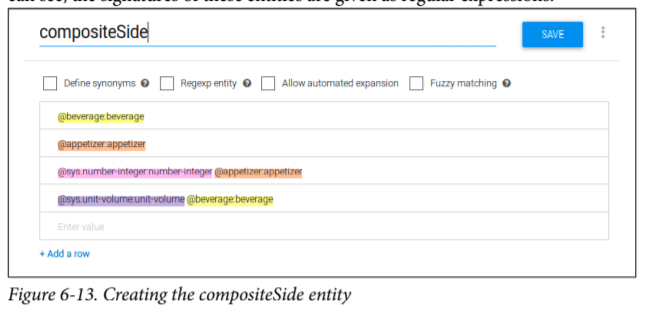 can see, the signatures of these entities are given as regular expressions.
compositeSide
SAVE
Define synonyms Regexp entity Allow automated expansion Fuzzy matching
@beverage:beverage
@appetizer:appetizer
@sys.number-integer:number-integer @appetizer:appetizer
@sys.unit-volume:unit-volume @beverage:beverage
Enter value
+ Add a row
Figure 6-13. Creating the compositeSide entity